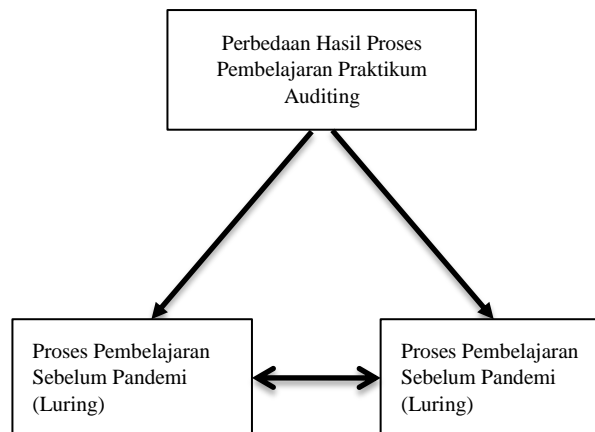 Perbedaan Hasil Proses
Pembelajaran Praktikum
Auditing
Proses Pembelajaran
Sebelum Pandemi
(Luring)
Proses Pembelajaran
Sebelum Pandemi
(Luring)